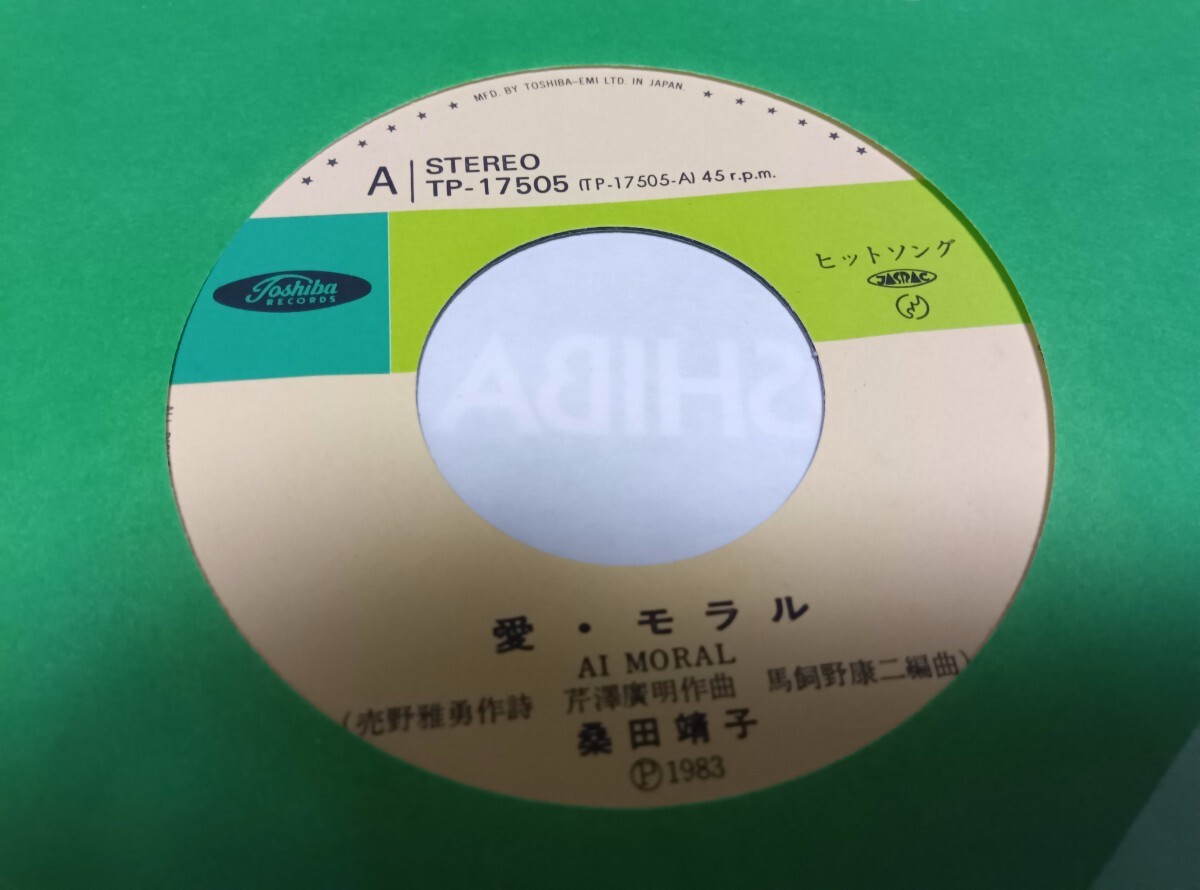 MFD. BY TOSHIBA-EMI LTD. IN JAPAN.
A
STEREO
TP-17505 (TP-17505-A) 45 r.p.m.
Toshiba
RECORDS
ヒットソング
JASRAC
SHIBA
愛・モラル
AI MORAL
(売野雅勇作詩 芹澤廣明作曲 馬飼野康二編曲)
桑田靖子
Ⓟ1983